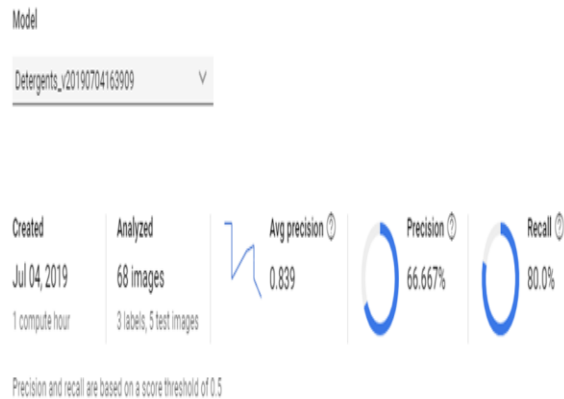 Model
Detergents_v20190704163909
Created
Jul 04, 2019
1 compute hour
Analyzed
68 images
3 labels, 5 test images
Avg precision ?
0.839
Precision ?
66.667%
Recall ?
80.0%
Precision and recall are based on a score threshold of 0.5